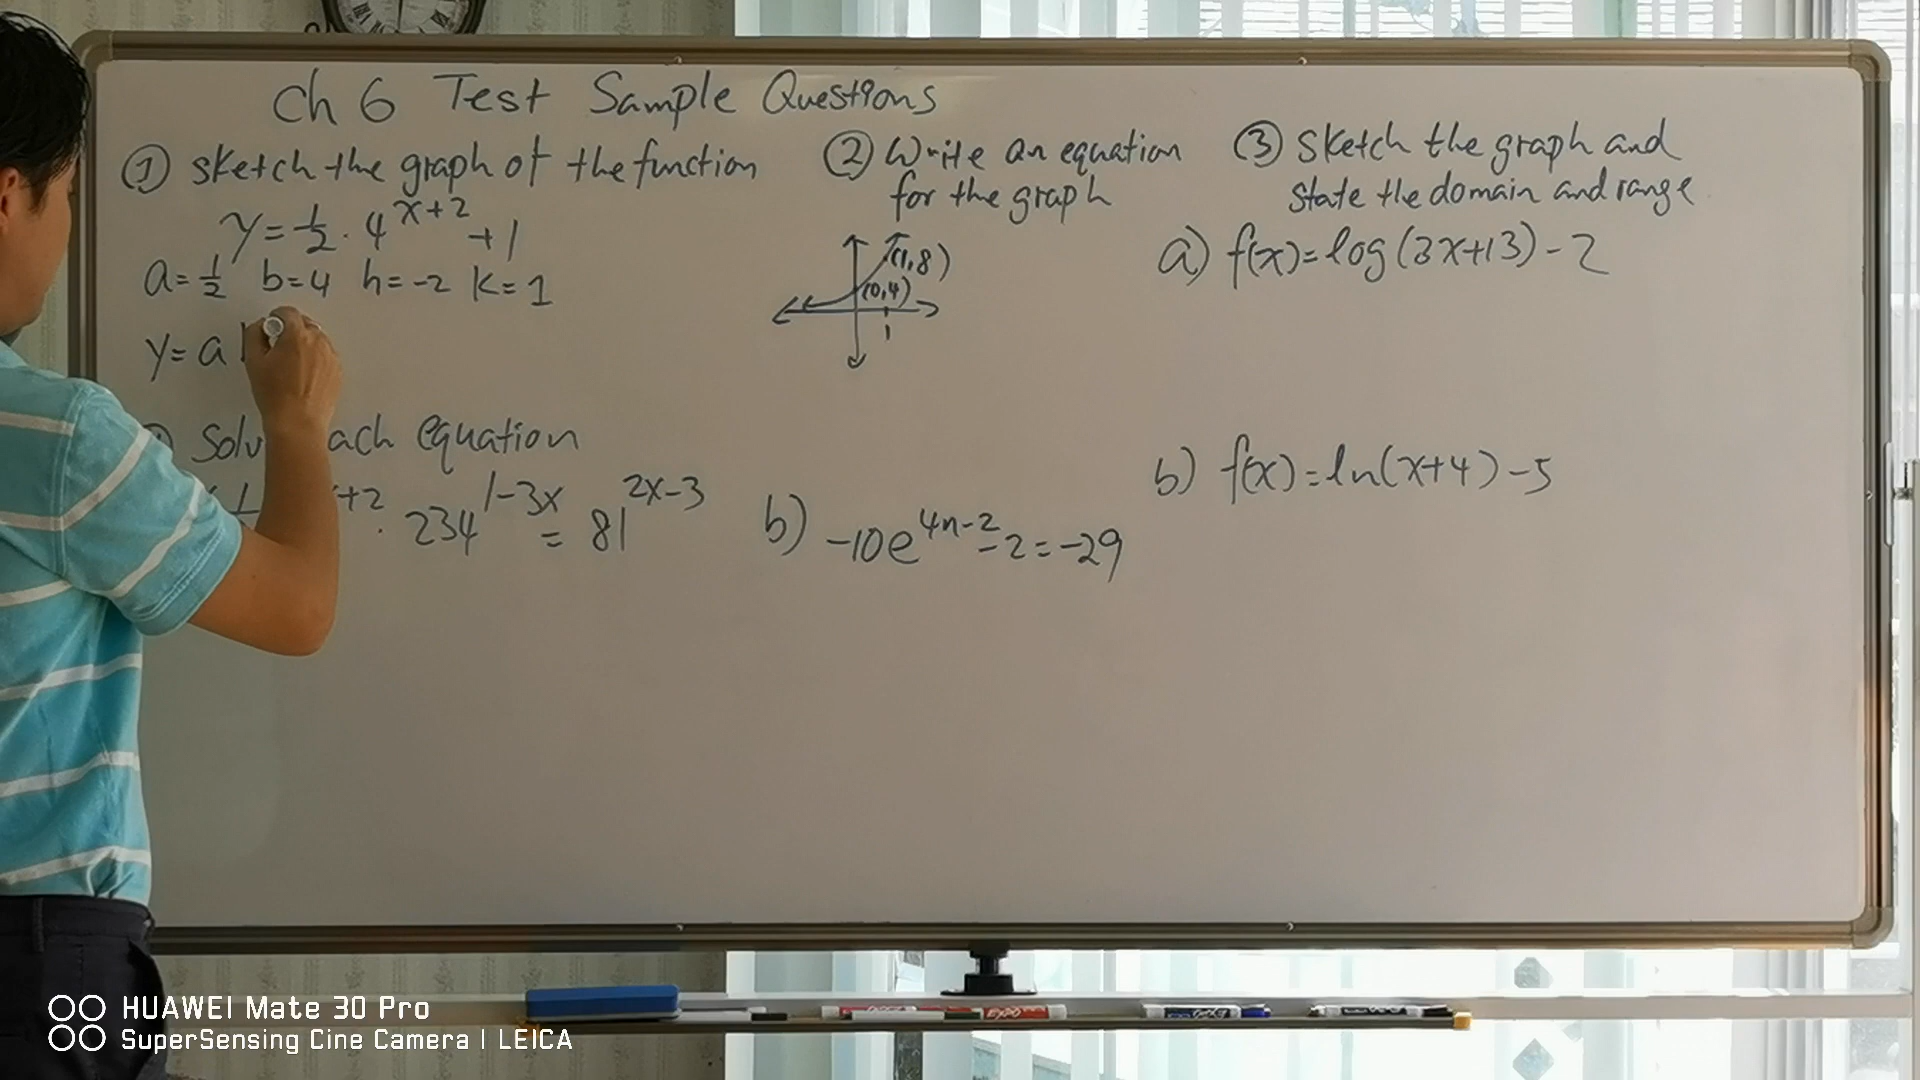 Ch 6 Test Sample Questions
① sketch the graph of the function
y = 1/2 · 4^x+2 + 1
a = 1/2 b = 4 h = -2 k = 1
y = a
② Write an equation
for the graph
(1,8)
(0,4)
1
③ sketch the graph and
state the domain and range
a) f(x) = log(3x+13) - 2
b) f(x) = ln(x+4) - 5
equation
+2 · 234^1-3x = 81^2x-3
b) -10e^4n-2 - 2 = -29
EXPO
HUAWEI Mate 30 Pro
SuperSensing Cine Camera | LEICA